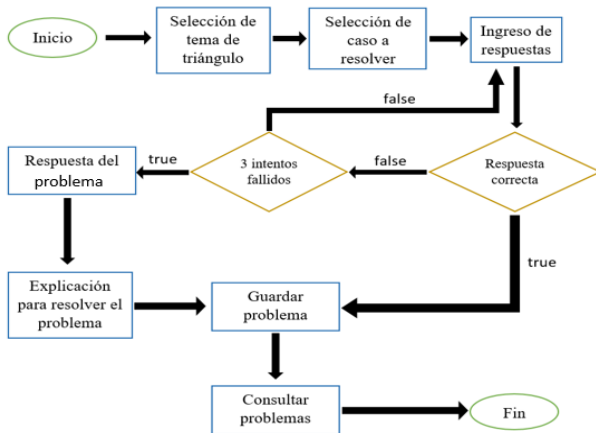 Inicio
Selección de
tema de
triángulo
Selección de
caso a
resolver
Ingreso de
respuestas
false
Respuesta del
problema
true
3 intentos
fallidos
false
Respuesta
correcta
true
Explicación
para resolver el
problema
Guardar
problema
Consultar
problemas
Fin